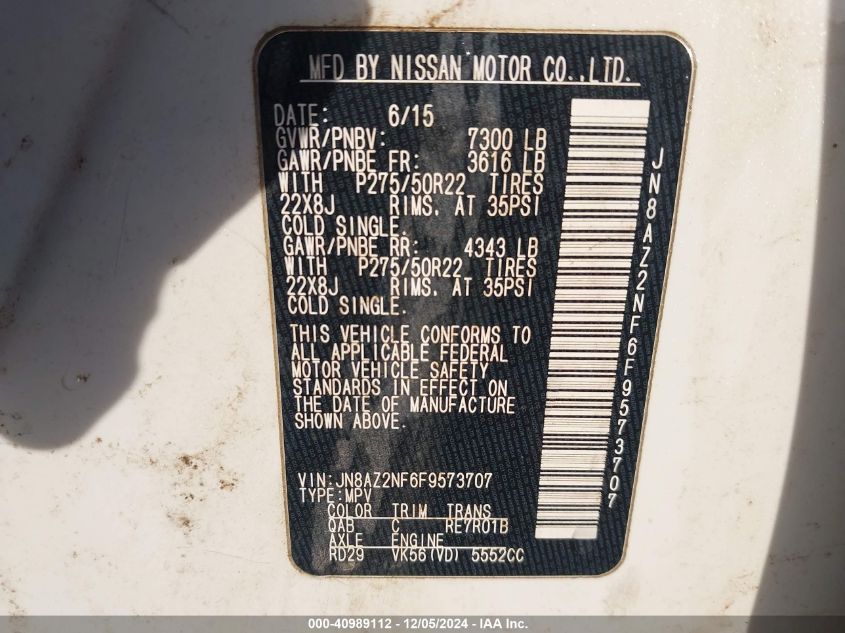 MFD BY NISSAN MOTOR CO.,LTD.
DATE: 6/15
GVWR/PNBV: 7300 LB
GAWR/PNBE FR: 3616 LB
WITH P275/50R22 TIRES
22X8J RIMS. AT 35PSI
COLD SINGLE.
GAWR/PNBE RR: 4343 LB
WITH P275/50R22 TIRES
22X8J RIMS. AT 35PSI
COLD SINGLE.
THIS VEHICLE CONFORMS TO
ALL APPLICABLE FEDERAL
MOTOR VEHICLE SAFETY
STANDARDS IN EFFECT ON
THE DATE OF MANUFACTURE
SHOWN ABOVE.
VIN:JN8AZ2NF6F9573707
TYPE:MPV
COLOR TRIM TRANS
QAB C RE7R01B
AXLE ENGINE
RD29 VK56(VD) 5552CC
JN8AZ2NF6F9573707
000-40989112 - 12/05/2024 - IAA Inc.